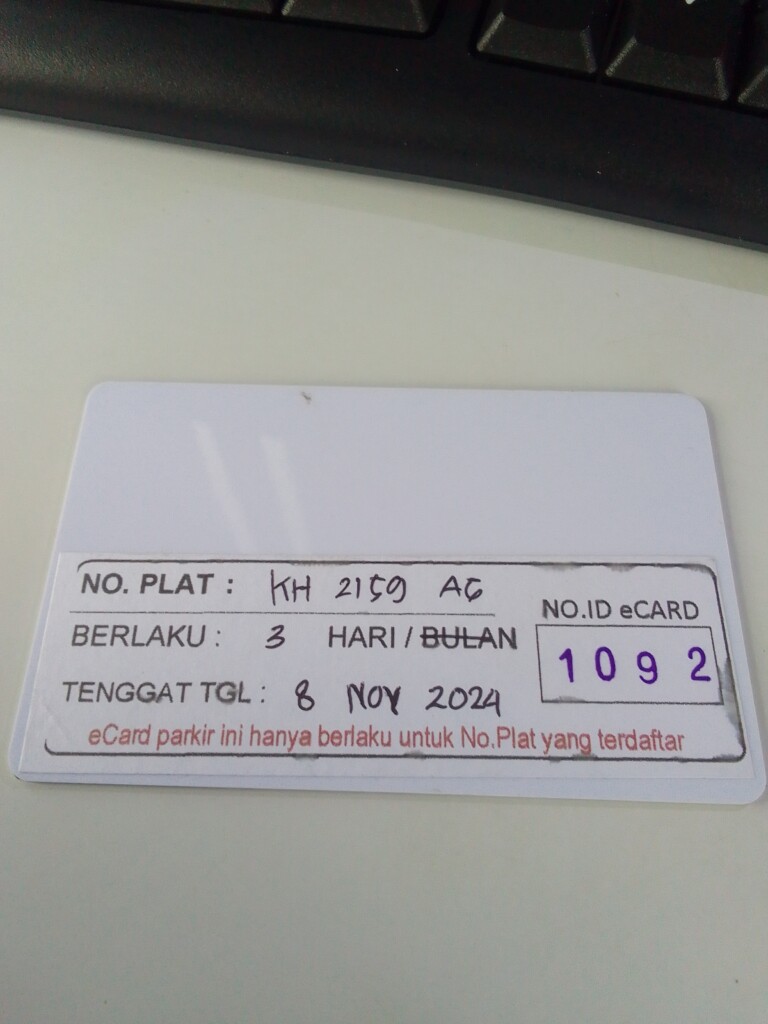 NO. PLAT : KH 2159 AG
BERLAKU : 3 HARI / BULAN
TENGGAT TGL : 8 NOV 2024
NO.ID eCARD
1092
eCard parkir ini hanya berlaku untuk No.Plat yang terdaftar